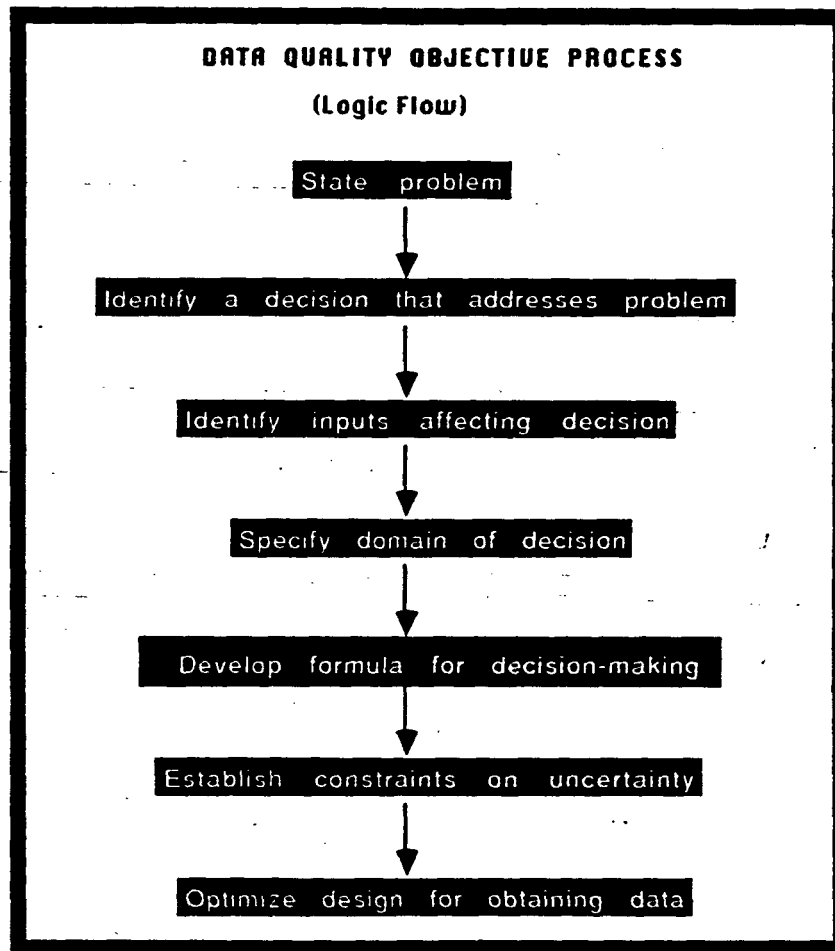 DATA QUALITY OBJECTIVE PROCESS
(Logic Flow)
State problem
Identify a decision that addresses problem
Identify inputs affecting decision
Specify domain of decision
Develop formula for decision-making
Establish constraints on uncertainty
Optimize design for obtaining data